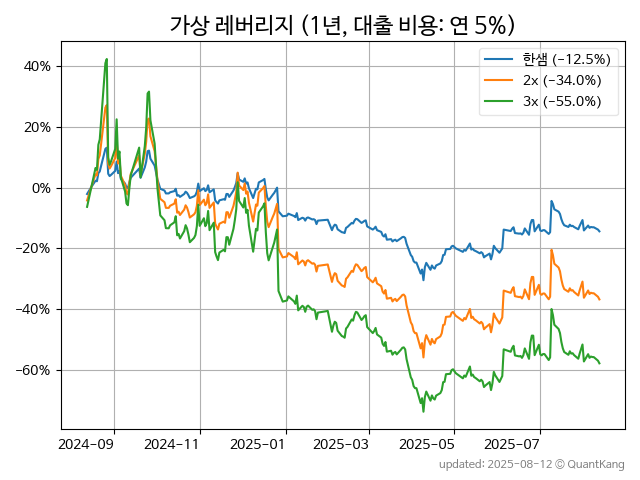 가상 레버리지 (1년, 대출 비용: 연 5%)
한샘 (−12.5%)
2x (−34.0%)
3x (−55.0%)
40%
20%
0%
−20%
−40%
−60%
2024-09 2024-11 2025-01 2025-03 2025-05 2025-07
updated: 2025-08-12 © QuantKang